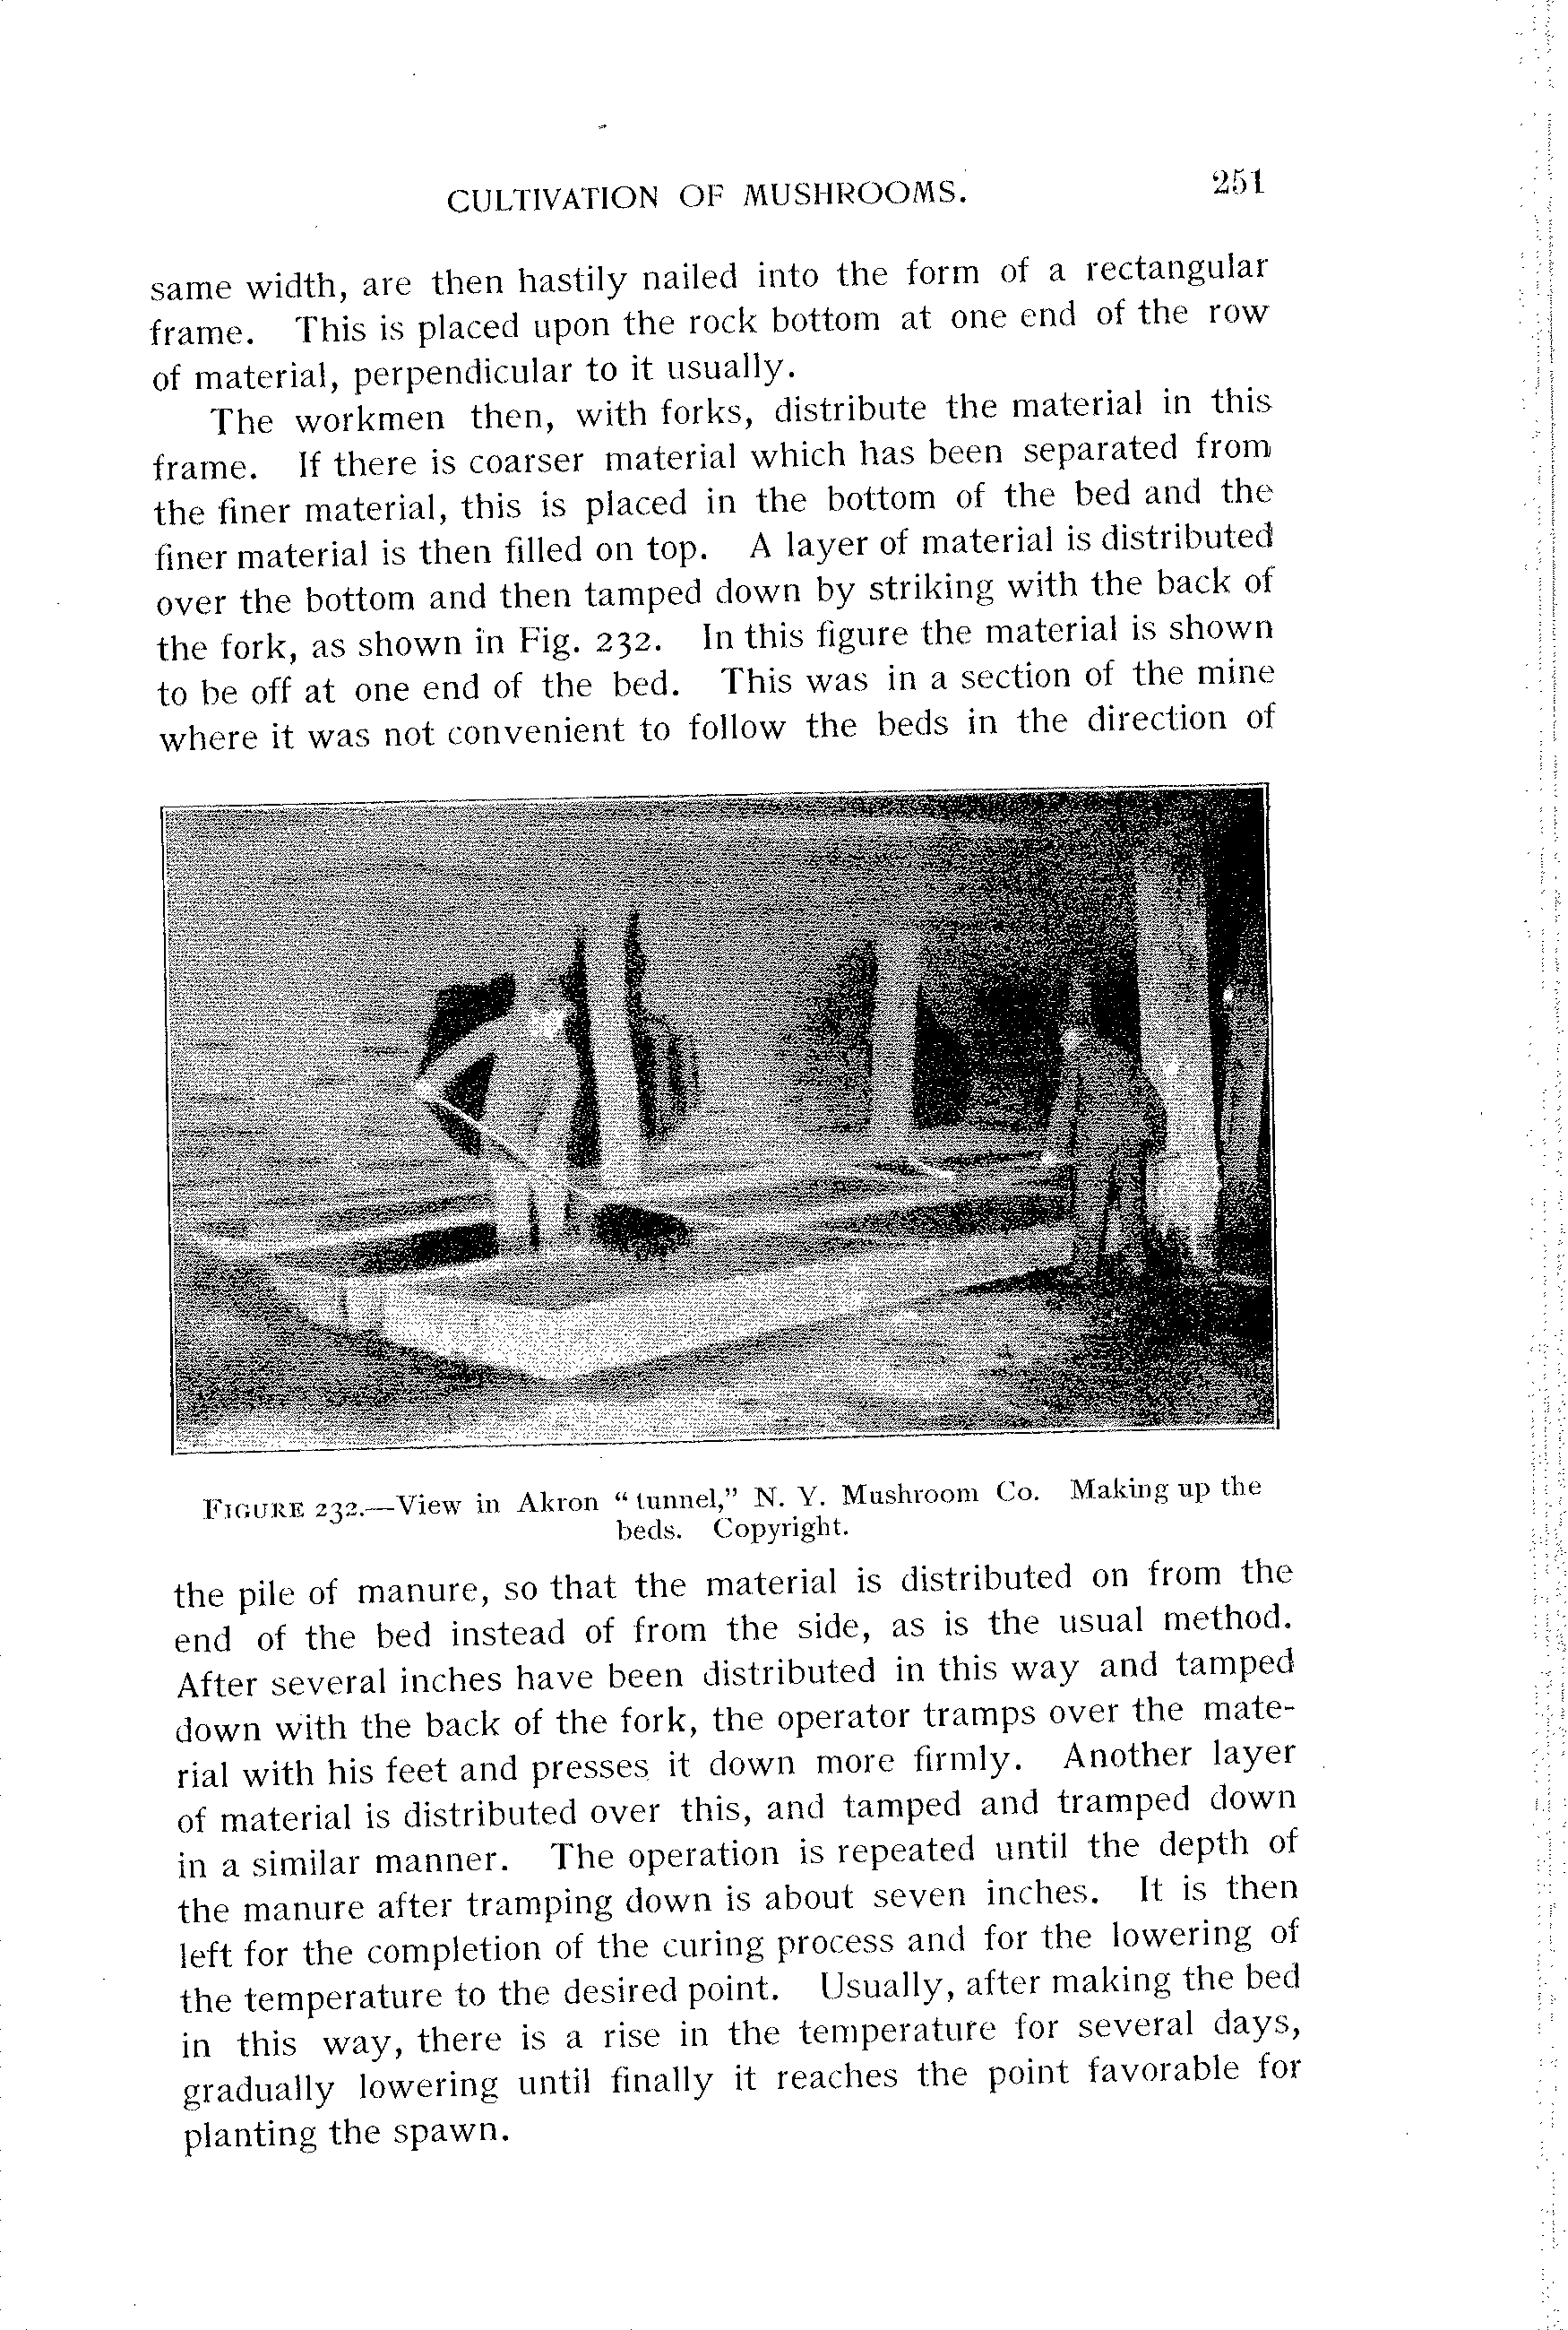 CULTIVATION OF MUSHROOMS. 251
same width, are then hastily nailed into the form of a rectangular
frame. This is placed upon the rock bottom at one end of the row
of material, perpendicular to it usually.
The workmen then, with forks, distribute the material in this
frame. If there is coarser material which has been separated from
the finer material, this is placed in the bottom of the bed and the
finer material is then filled on top. A layer of material is distributed
over the bottom and then tamped down by striking with the back of
the fork, as shown in Fig. 232. In this figure the material is shown
to be off at one end of the bed. This was in a section of the mine
where it was not convenient to follow the beds in the direction of
FIGURE 232.—View in Akron “tunnel,” N. Y. Mushroom Co. Making up the
beds. Copyright.
the pile of manure, so that the material is distributed on from the
end of the bed instead of from the side, as is the usual method.
After several inches have been distributed in this way and tamped
down with the back of the fork, the operator tramps over the mate-
rial with his feet and presses it down more firmly. Another layer
of material is distributed over this, and tamped and tramped down
in a similar manner. The operation is repeated until the depth of
the manure after tramping down is about seven inches. It is then
left for the completion of the curing process and for the lowering of
the temperature to the desired point. Usually, after making the bed
in this way, there is a rise in the temperature for several days,
gradually lowering until finally it reaches the point favorable for
planting the spawn.